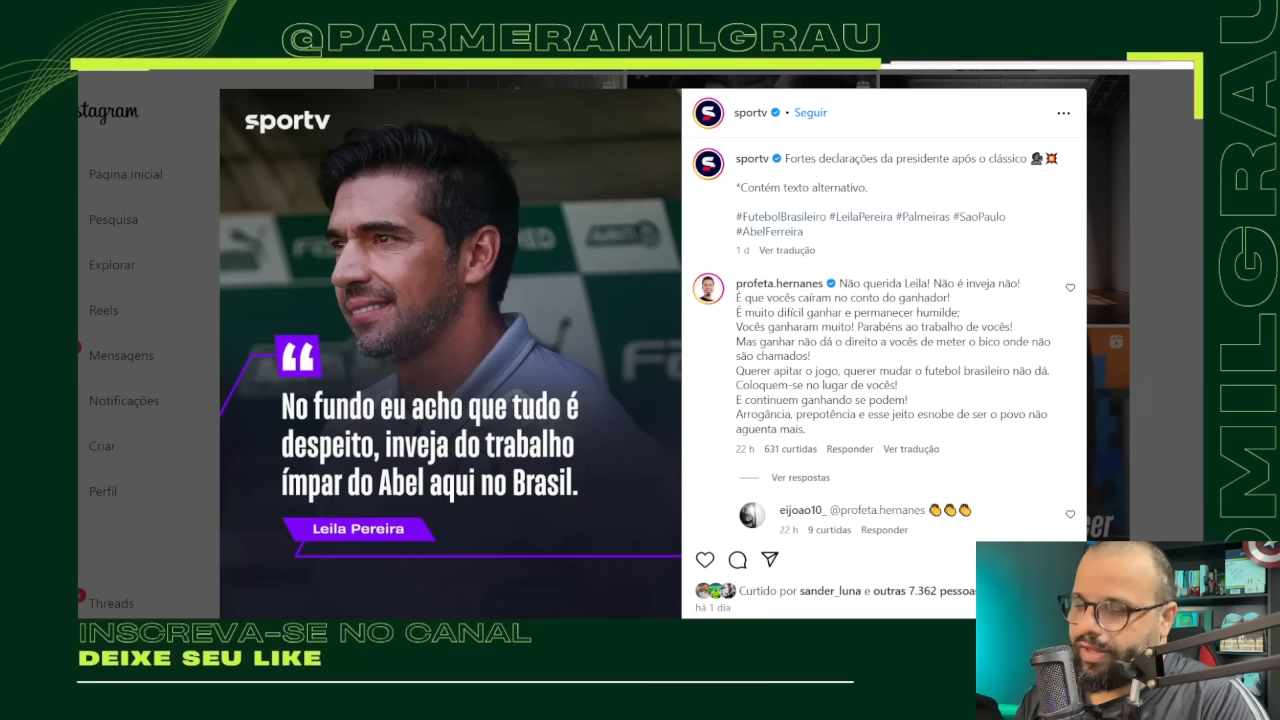 @PARMERAMILGRAU
OMILGRAU
stagram
Página inicial
Pesquisa
Explorar
Reels
Mensagens
Notificações
Criar
Perfil
Threads
sportv
No fundo eu acho que tudo é
despeito, inveja do trabalho
ímpar do Abel aqui no Brasil.
Leila Pereira
sportv • Seguir
sportv Fortes declarações da presidente após o clássico 🗣💥
*Contém texto alternativo.
#FutebolBrasileiro #LeilaPereira #Palmeiras #SaoPaulo
#AbelFerreira
1 d Ver tradução
profeta.hernanes Não querida Leila! Não é inveja não!
É que vocês caíram no conto do ganhador!
É muito difícil ganhar e permanecer humilde;
Vocês ganharam muito! Parabéns ao trabalho de vocês!
Mas ganhar não dá o direito a vocês de meter o bico onde não
são chamados!
Querer apitar o jogo, querer mudar o futebol brasileiro não dá.
Coloquem-se no lugar de vocês!
E continuem ganhando se podem!
Arrogância, prepotência e esse jeito esnobe de ser o povo não
aguenta mais.
22 h 631 curtidas Responder Ver tradução
Ver respostas
eijoao10_ @profeta.hernanes 👏👏👏
22 h 9 curtidas Responder
Curtido por sander_luna e outras 7.362 pessoas
há 1 dia
INSCREVA-SE NO CANAL
DEIXE SEU LIKE